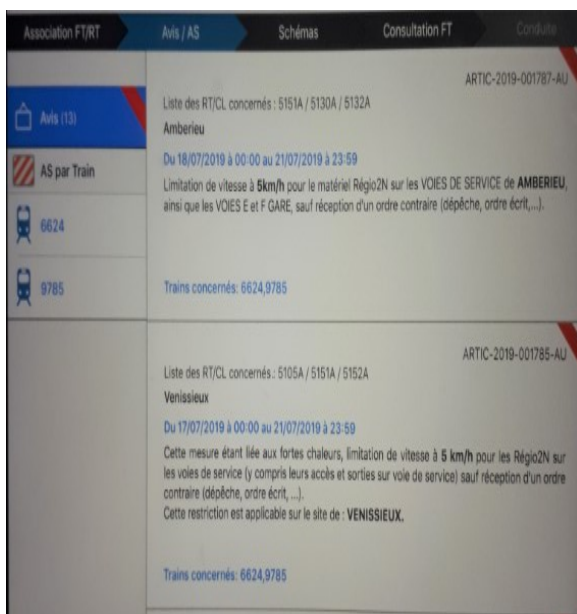 Association FT/RT
Avis / AS
Schémas
Consultation FT
Conduite
Avis (13)
AS par Train
6624
9785
ARTIC-2019-001787-AU
Liste des RT/CL concernés : 5151A / 5130A / 5132A
Amberieu
Du 18/07/2019 à 00:00 au 21/07/2019 à 23:59
Limitation de vitesse à 5km/h pour le matériel Régio2N sur les VOIES DE SERVICE de AMBERIEU,
ainsi que les VOIES E et F GARE, sauf réception d'un ordre contraire (dépêche, ordre écrit,...).
Trains concernés: 6624,9785
ARTIC-2019-001785-AU
Liste des RT/CL concernés : 5105A / 5151A / 5152A
Venissieux
Du 17/07/2019 à 00:00 au 21/07/2019 à 23:59
Cette mesure étant liée aux fortes chaleurs, limitation de vitesse à 5 km/h pour les Régio2N sur
les voies de service (y compris leurs accès et sorties sur voie de service) sauf réception d'un ordre
contraire (dépêche, ordre écrit, ...).
Cette restriction est applicable sur le site de : VENISSIEUX.
Trains concernés: 6624,9785